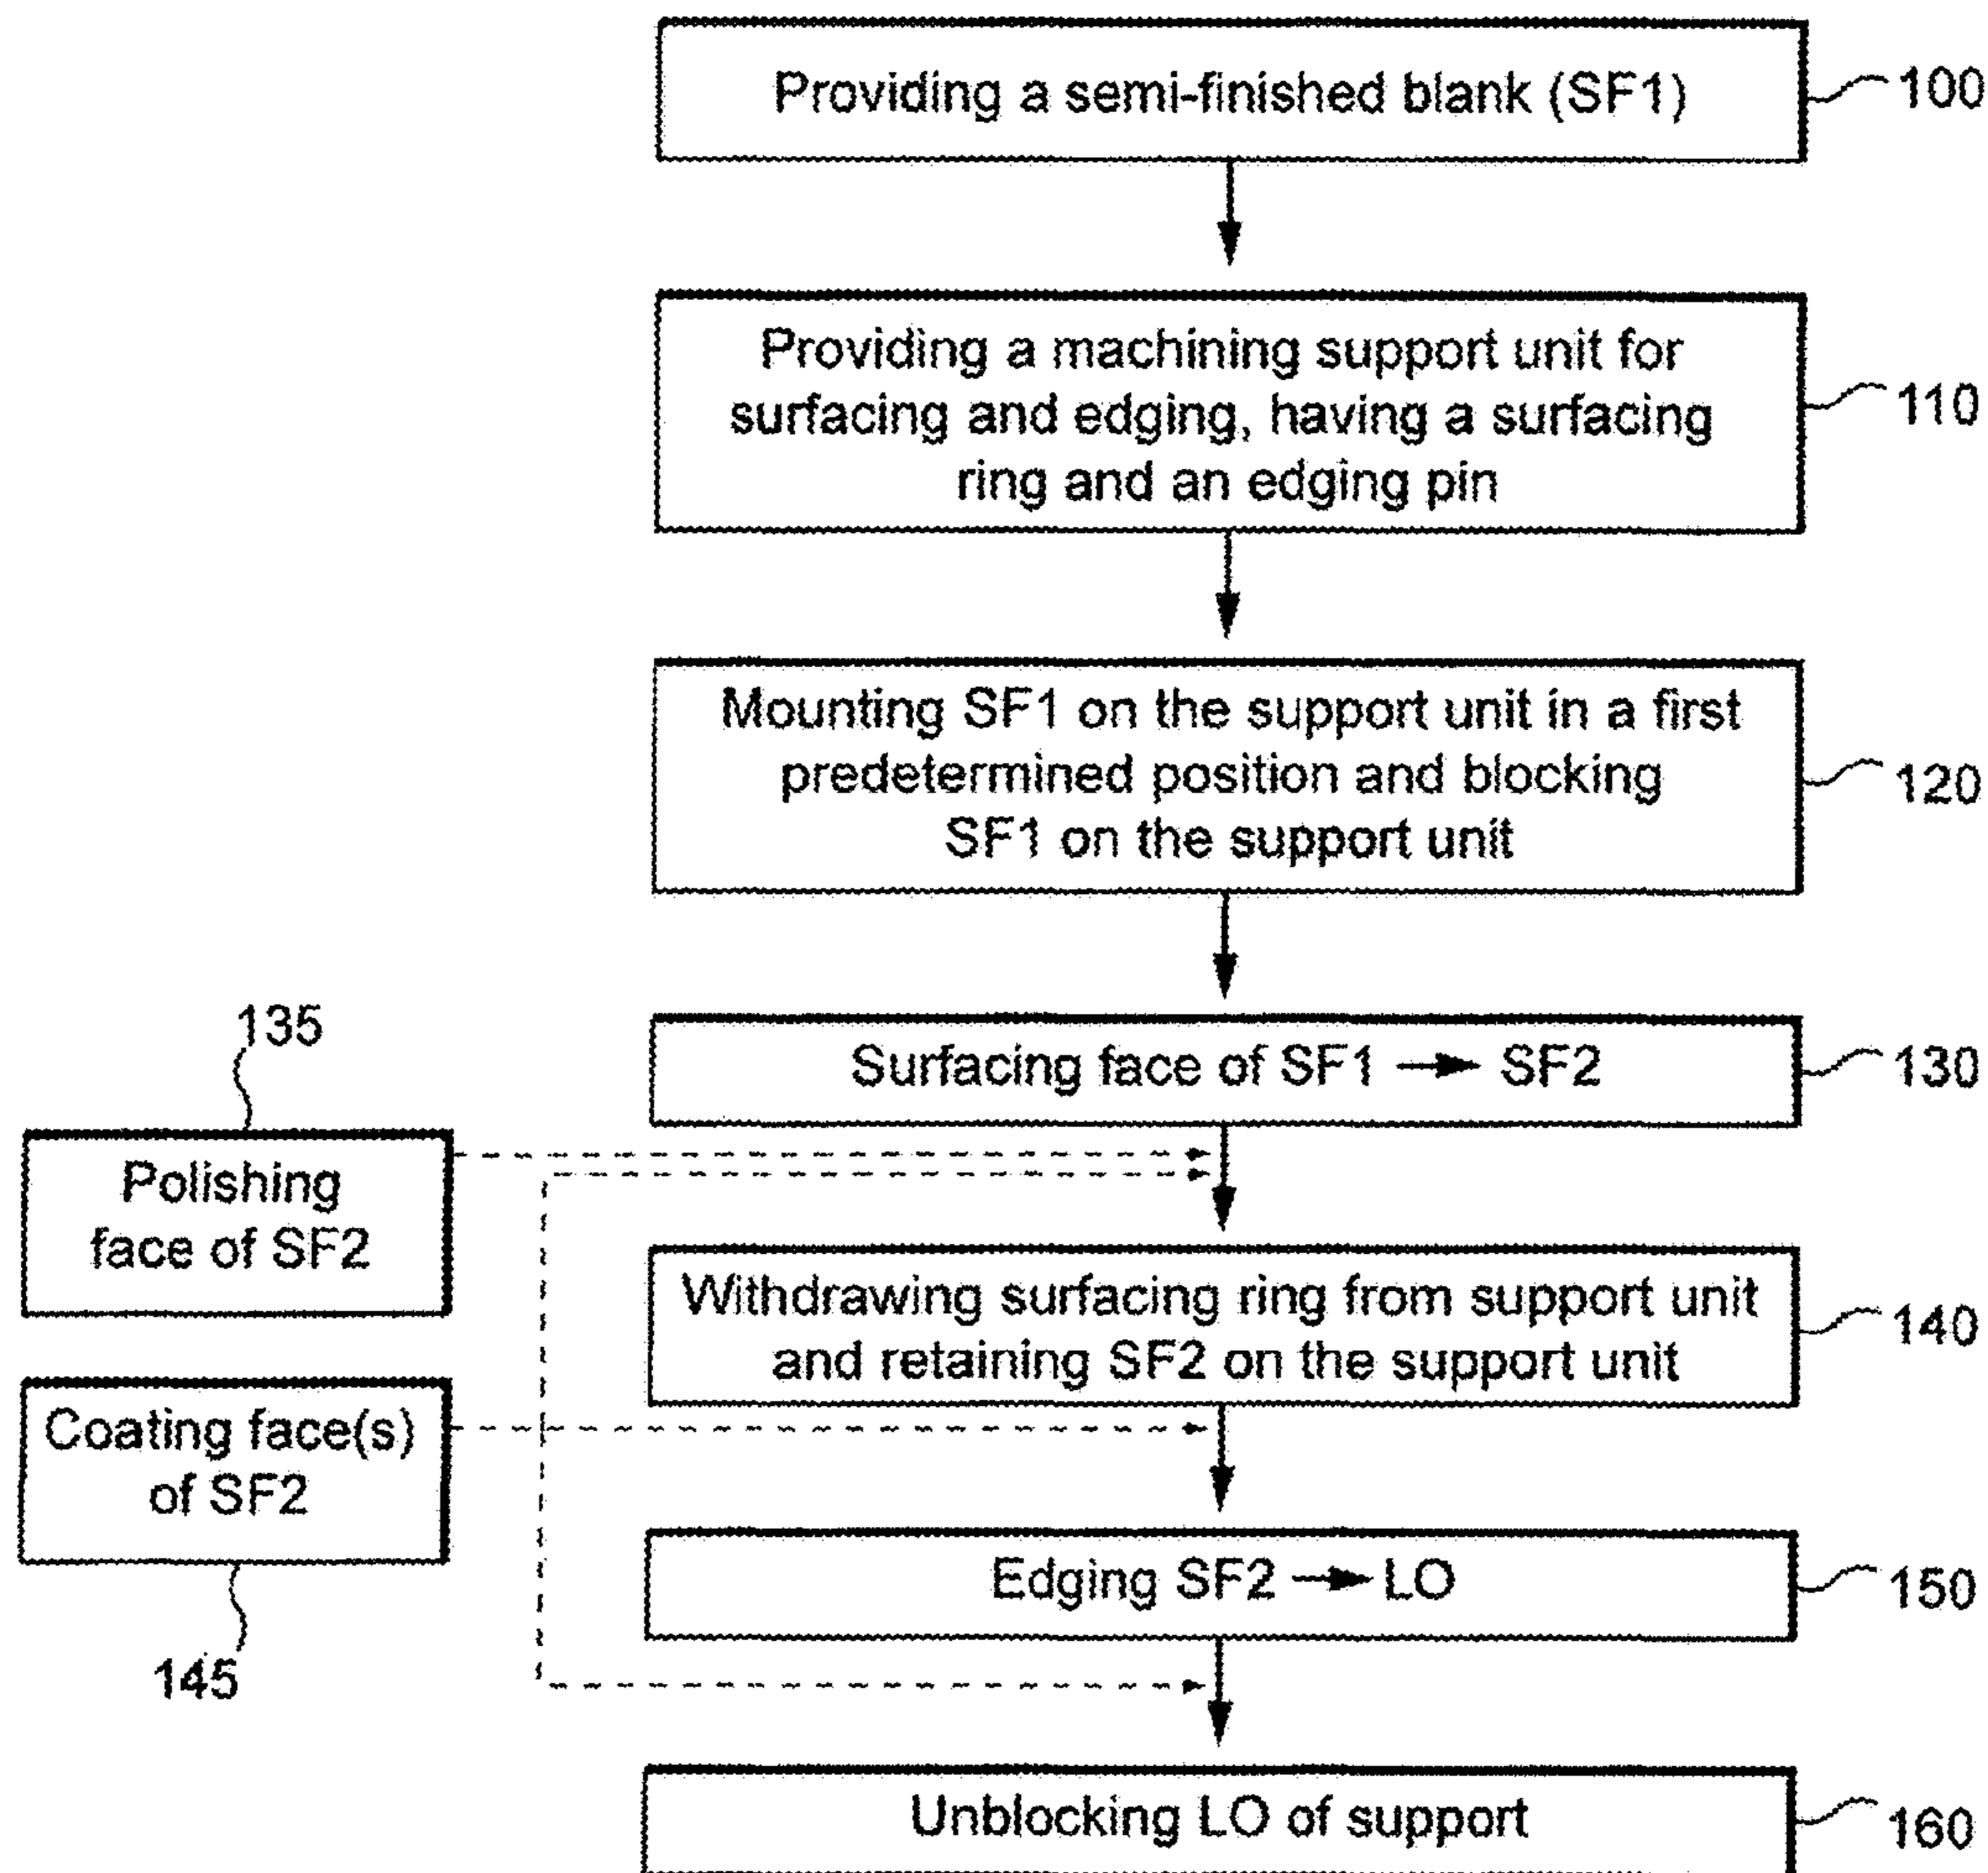 Providing a semi-finished blank (SF1)
100
Providing a machining support unit for
surfacing and edging, having a surfacing
ring and an edging pin
110
Mounting SF1 on the support unit in a first
predetermined position and blocking
SF1 on the support unit
120
Surfacing face of SF1 → SF2
130
135
Polishing
face of SF2
Withdrawing surfacing ring from support unit
and retaining SF2 on the support unit
140
Coating face(s)
of SF2
145
Edging SF2 → LO
150
Unblocking LO of support
160